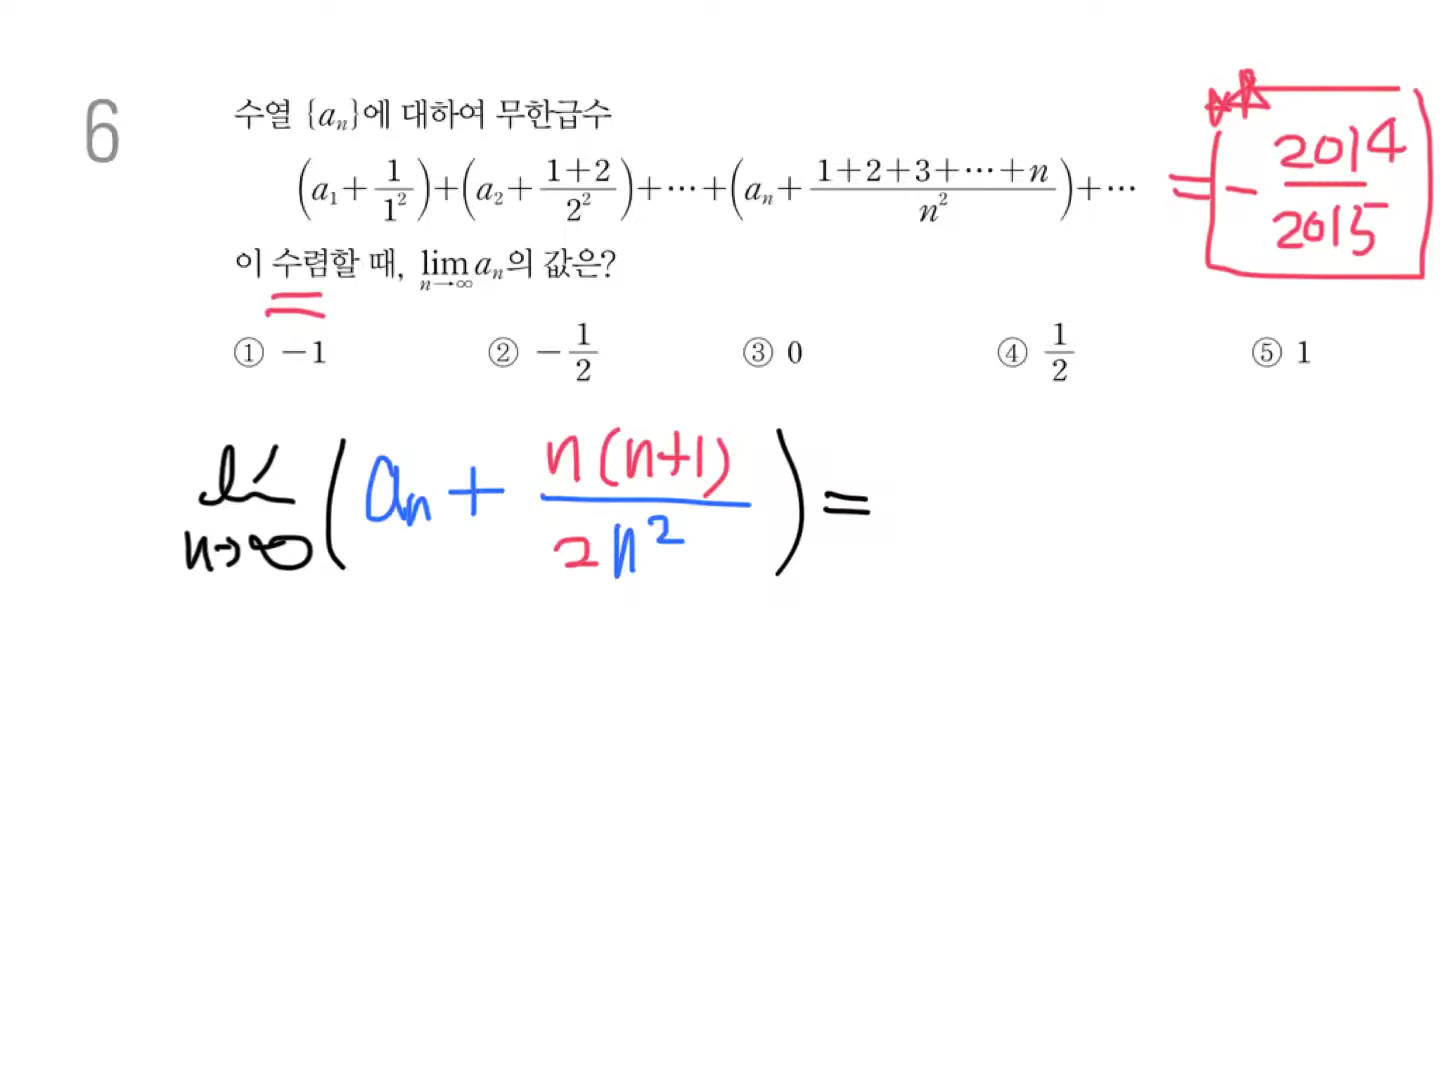 6
수열 {aₙ}에 대하여 무한급수
(a₁+1/1²)+(a₂+(1+2)/2²)+⋯+(aₙ+(1+2+3+⋯+n)/n²)+⋯ = -2014/2015
이 수렴할 때, lim n→∞ aₙ의 값은?
① -1 ② -1/2 ③ 0 ④ 1/2 ⑤ 1
lim n→∞ (aₙ + n(n+1)/2n²) =